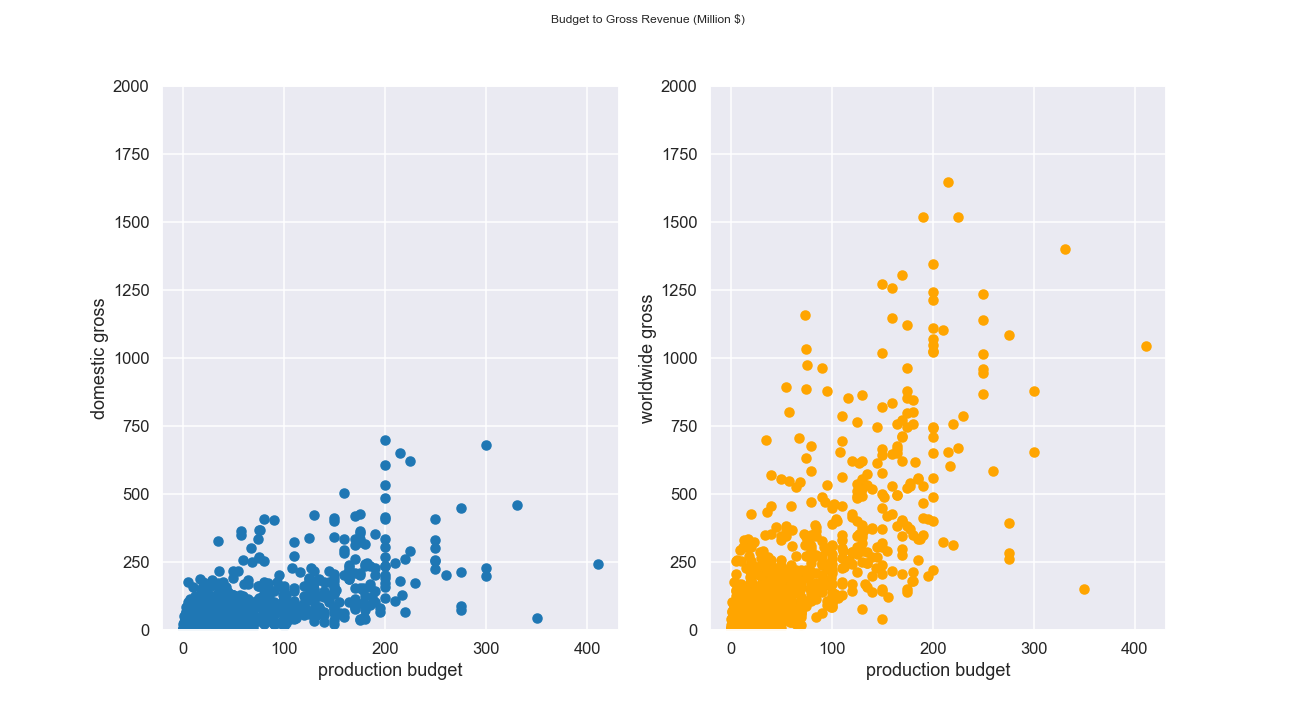 Budget to Gross Revenue (Million $)
2000
1750
1500
1250
1000
750
500
250
0
domestic gross
0 100 200 300 400
production budget
2000
1750
1500
1250
1000
750
500
250
0
worldwide gross
0 100 200 300 400
production budget